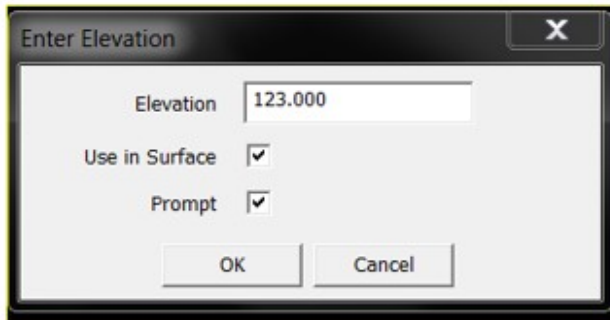 Enter Elevation
X
Elevation 123.000
Use in Surface
Prompt
OK Cancel